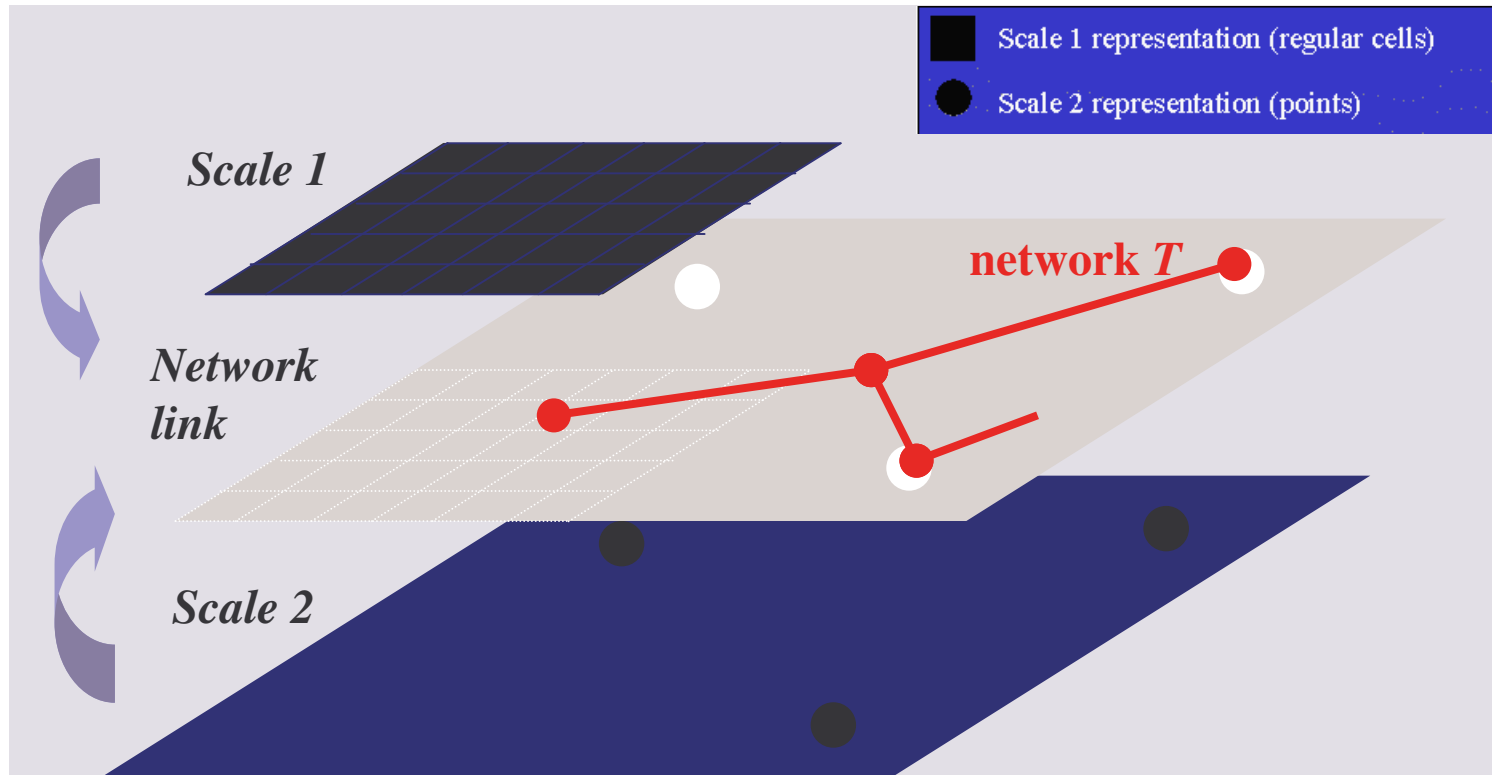 Scale 1 representation (regular cells)
Scale 2 representation (points)
Scale 1
network T
Network
link
Scale 2